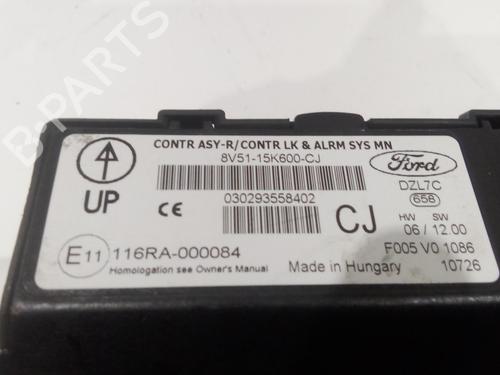 CONTR ASY-R/CONTR LK & ALRM SYS MN
8V51-15K600-CJ
Ford
UP
CE
030293558402
CJ
DZL7C
658
HW SW
06 / 12.00
E11 116RA-000084
F005 V0 1086
Homologation see Owner's Manual
Made in Hungary
10726
B-PARTS